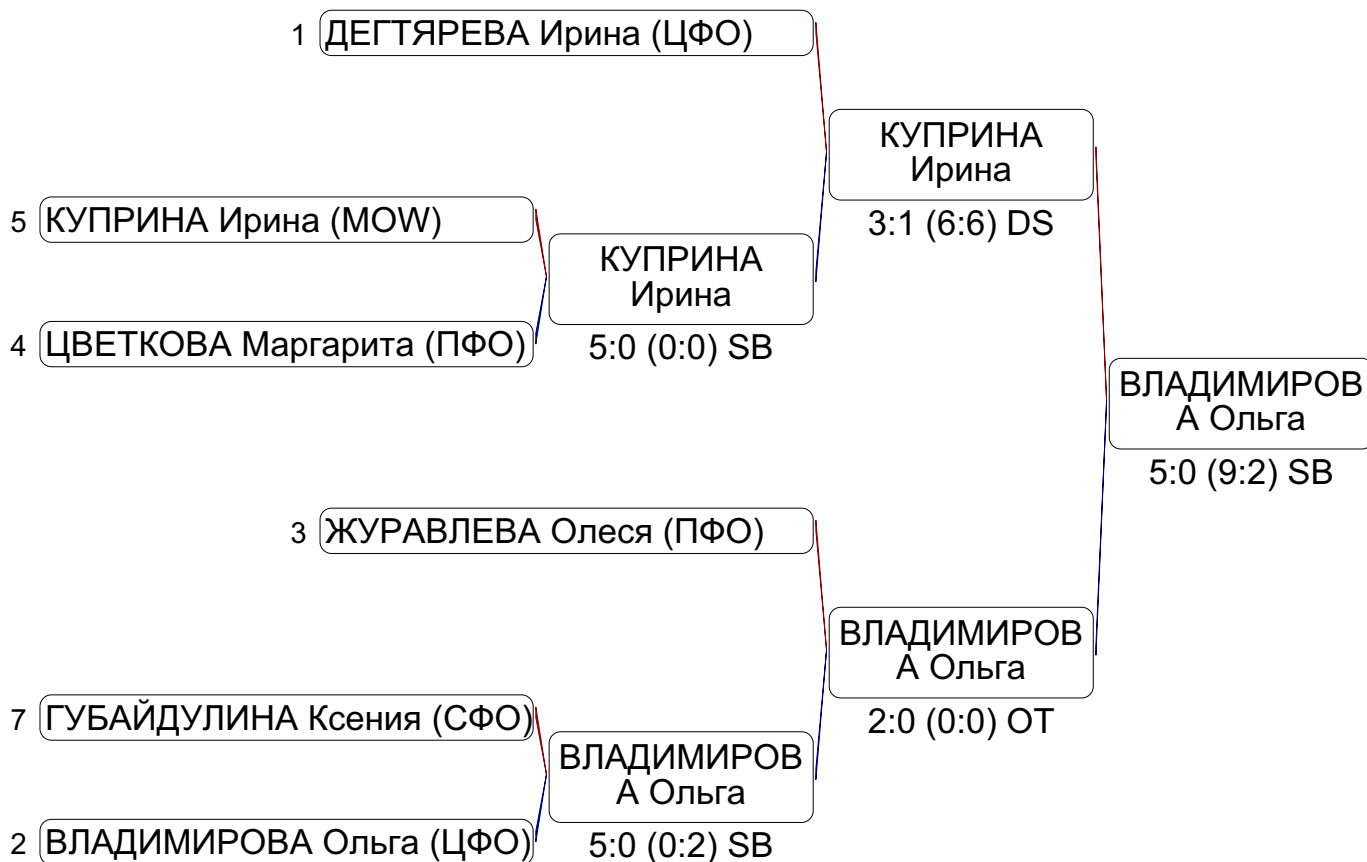 1 ДЕГТЯРЕВА Ирина (ЦФО)
КУПРИНА
Ирина
3:1 (6:6) DS
5 КУПРИНА Ирина (MOW)
КУПРИНА
Ирина
5:0 (0:0) SB
4 ЦВЕТКОВА Маргарита (ПФО)
ВЛАДИМИРОВ
А Ольга
5:0 (9:2) SB
3 ЖУРАВЛЕВА Олеся (ПФО)
ВЛАДИМИРОВ
А Ольга
2:0 (0:0) OT
7 ГУБАЙДУЛИНА Ксения (СФО)
ВЛАДИМИРОВ
А Ольга
5:0 (0:2) SB
2 ВЛАДИМИРОВА Ольга (ЦФО)